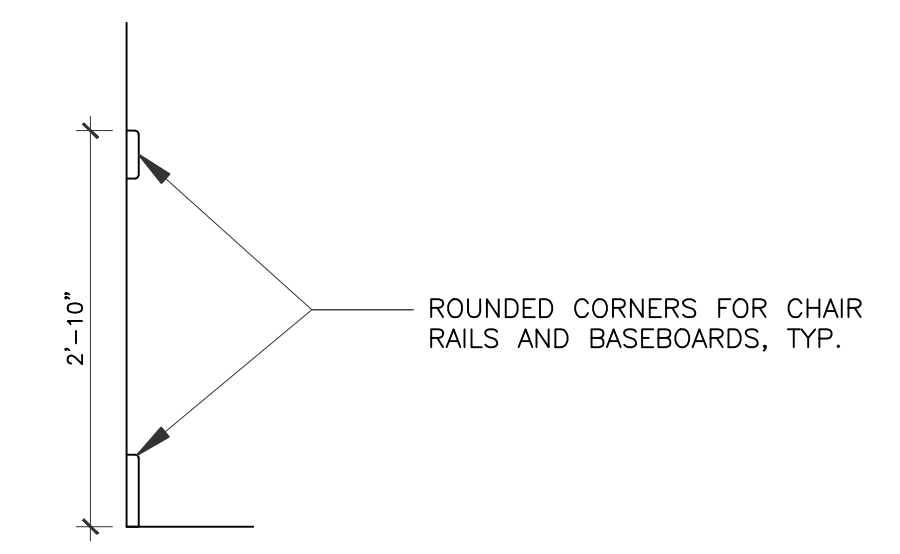 2'-10"
ROUNDED CORNERS FOR CHAIR
RAILS AND BASEBOARDS, TYP.